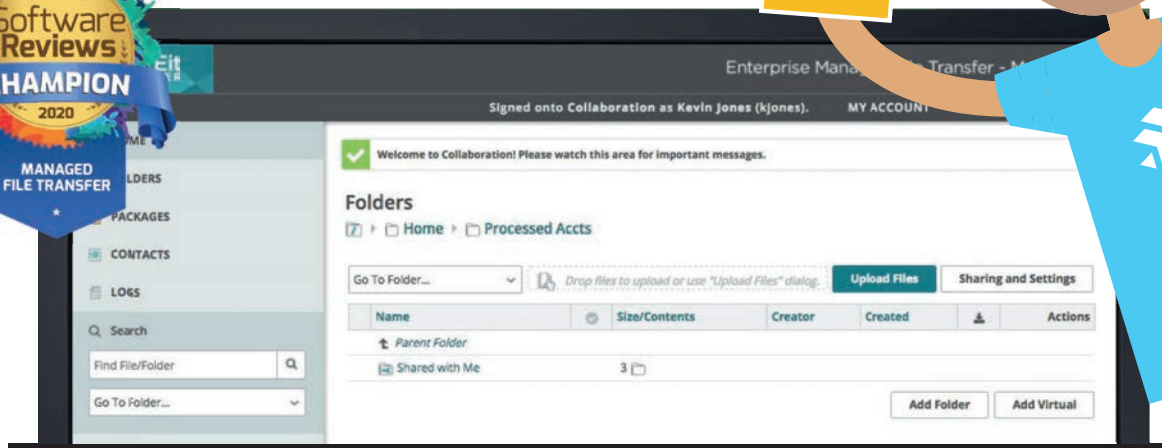 Software
Reviews
CHAMPION
2020
MANAGED
FILE TRANSFER
Enterprise Transfer -
Signed onto Collaboration as Kevin Jones (kjones). MY ACCOUNT
PACKAGES
CONTACTS
LOGS
Search
Find File/Folder
Go To Folder...
Welcome to Collaboration! Please watch this area for important messages.
Folders
Home Processed Accts
Go To Folder... Drop files to upload or use "Upload Files" dialog. Upload Files Sharing and Settings
Name Size/Contents Creator Created Actions
Parent Folder
Shared with Me 3
Add Folder Add Virtual